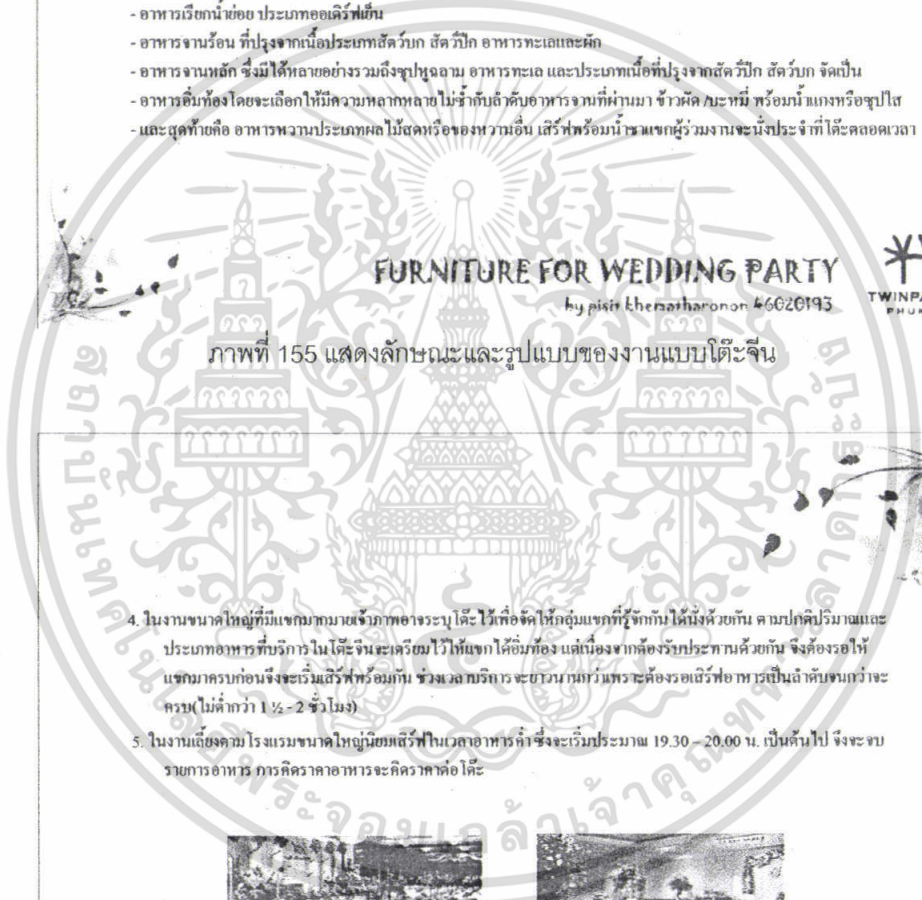 - อาหารเรียกน้ำย่อย ประเภทออเดิร์ฟเย็น
- อาหารจานร้อน ที่ปรุงจากเนื้อประเภทสัตว์บก สัตว์ปีก อาหารทะเลและผัก
- อาหารจานหลัก ซึ่งมีได้หลายอย่างรวมถึงซุปหูฉลาม อาหารทะเล และประเภทเนื้อที่ปรุงจากสัตว์ปีก สัตว์บก จัดเป็น
- อาหารอิ่มท้อง โดยจะเลือกให้มีความหลากหลายไม่ซ้ำกับลำดับอาหารจานที่ผ่านมา ข้าวผัด /บะหมี่ พร้อมน้ำแกงหรือซุปใส
- และสุดท้ายคือ อาหารหวานประเภทผลไม้สดหรือของหวานอื่น เสิร์ฟพร้อมน้ำชาแขกผู้ร่วมงานจะนั่งประจำที่โต๊ะตลอดเวลา
FURNITURE FOR WEDDING PARTY
by pisit khematharonon 46020193
TWINPA
PHUK
ภาพที่ 155 แสดงลักษณะและรูปแบบของงานแบบโต๊ะจีน
4. ในงานขนาดใหญ่ที่มีแขกมากมายเจ้าภาพอาจระบุโต๊ะไว้เพื่อจัดให้กลุ่มแขกที่รู้จักกันได้นั่งด้วยกัน ตามปกติปริมาณและ
ประเภทอาหารที่บริการในโต๊ะจีนจะเตรียมไว้ให้แขกได้อิ่มท้อง แต่เนื่องจากต้องรับประทานด้วยกัน จึงต้องรอให้
แขกมาครบก่อนจึงจะเริ่มเสิร์ฟพร้อมกัน ช่วงเวลาบริการจะยาวนานกว่าเพราะต้องรอเสิร์ฟอาหารเป็นลำดับจนกว่าจะ
ครบ(ไม่ต่ำกว่า 1 ½ - 2 ชั่วโมง)
5. ในงานเลี้ยงตามโรงแรมขนาดใหญ่นิยมเสิร์ฟในเวลาอาหารค่ำ ซึ่งจะเริ่มประมาณ 19.30 – 20.00 น. เป็นต้นไป จึงจะจบ
รายการอาหาร การคิดราคาอาหารจะคิดราคาต่อโต๊ะ